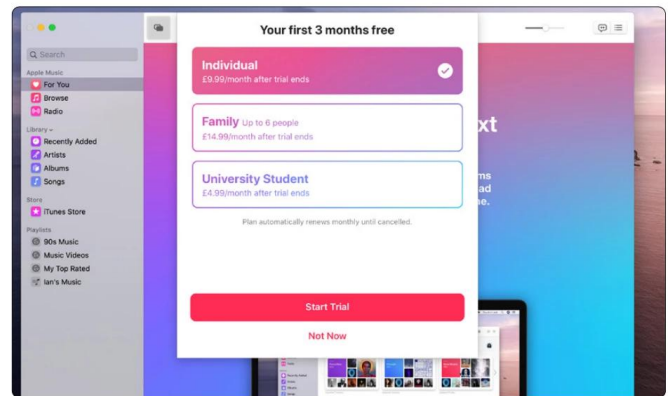 Search
Apple Music
For You
Browse
Radio
Library
Recently Added
Artists
Albums
Songs
Store
iTunes Store
Playlists
90s Music
Music Videos
My Top Rated
Ian's Music
Your first 3 months free
Individual
£9.99/month after trial ends
Family Up to 6 people
£14.99/month after trial ends
University Student
£4.99/month after trial ends
Plan automatically renews monthly until cancelled.
Start Trial
Not Now
xt
ms
ad
ne.